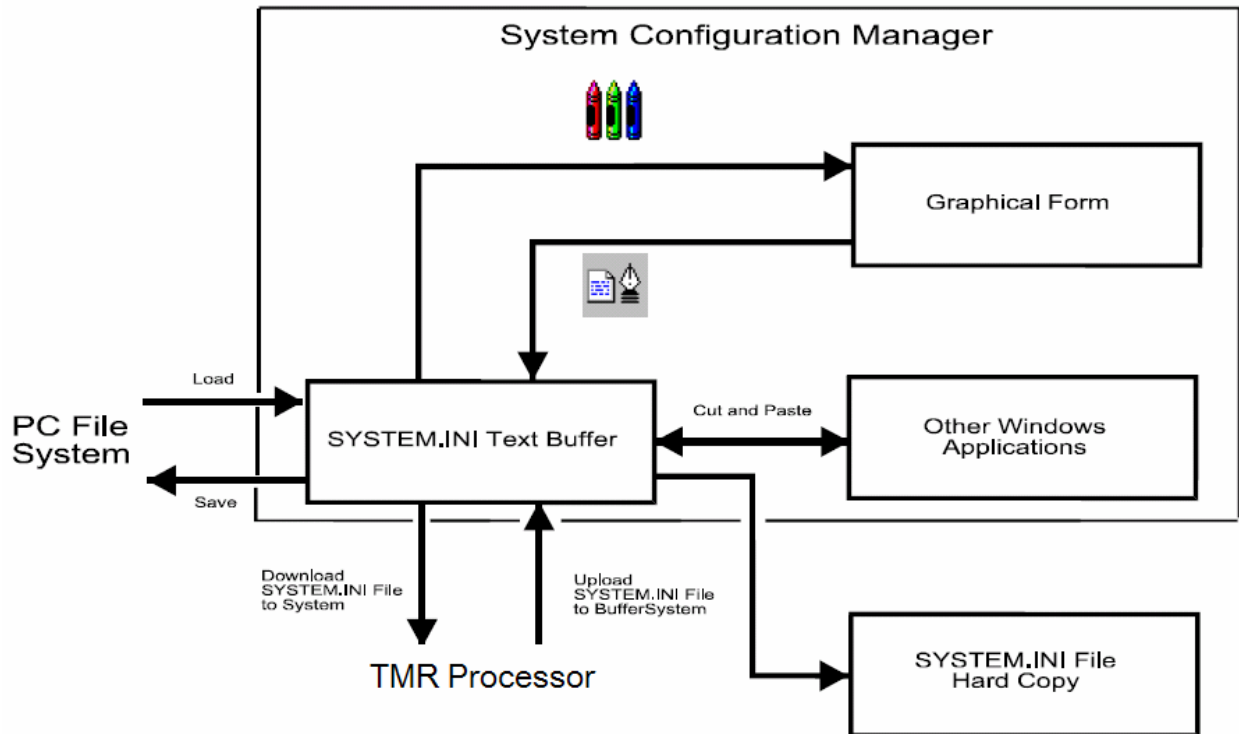 System Configuration Manager
Graphical Form
Load
PC File
System
Save
SYSTEM.INI Text Buffer
Cut and Paste
Other Windows
Applications
Download
SYSTEM.INI File
to System
Upload
SYSTEM.INI File
to BufferSystem
TMR Processor
SYSTEM.INI File
Hard Copy